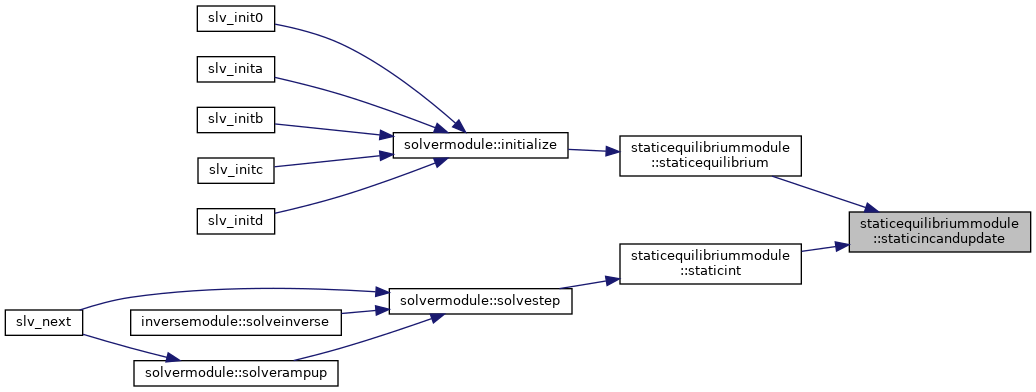 slv_init0
slv_inita
slv_initb
slv_initc
slv_initd
solvermodule::initialize
staticequilibriummodule
::staticequilibrium
staticequilibriummodule
::staticincandupdate
staticequilibriummodule
::staticint
solvermodule::solvestep
slv_next
inversemodule::solveinverse
solvermodule::solverampup